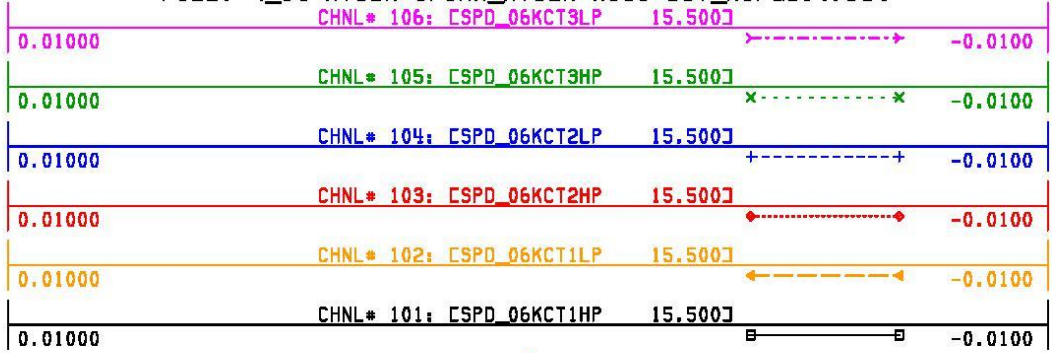 CHNL# 106: [SPD_06KCT3LP 15.500]
0.01000 -0.0100
CHNL# 105: [SPD_06KCT3HP 15.500]
0.01000 -0.0100
CHNL# 104: [SPD_06KCT2LP 15.500]
0.01000 -0.0100
CHNL# 103: [SPD_06KCT2HP 15.500]
0.01000 -0.0100
CHNL# 102: [SPD_06KCT1LP 15.500]
0.01000 -0.0100
CHNL# 101: [SPD_06KCT1HP 15.500]
0.01000 -0.0100